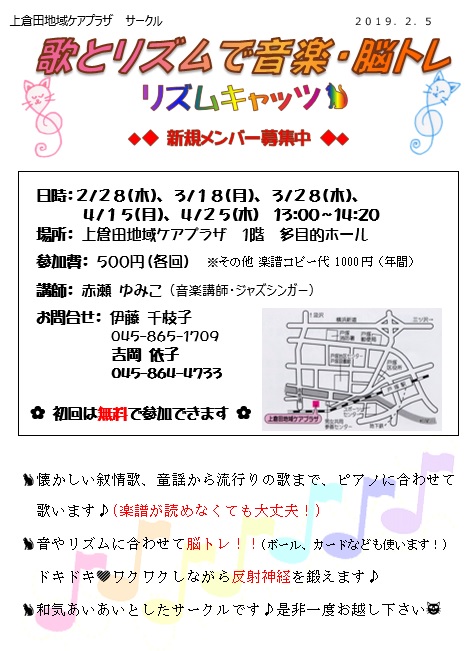 上倉田地域ケアプラザ　サークル
２０１９．２．５
歌とリズムで音楽・脳トレ
リズムキャッツ
◆◆ 新規メンバー募集中 ◆◆
日時：２/２８(木)、３/１８(月)、３/２８(木)、
４/１５(月)、４/２５(木)　13:00～14:20
場所：上倉田地域ケアプラザ　1階　多目的ホール
参加費：500円(各回)　※その他 楽譜コピー代 1000円（年間）
講師：赤瀬 ゆみこ（音楽講師・ジャズシンガー）
お問合せ：伊藤 千枝子
045-865-1709
吉岡 依子
045-864-4733
上倉田地域ケアプラザ
✿ 初回は無料で参加できます ✿
懐かしい叙情歌、童謡から流行りの歌まで、ピアノに合わせて
歌います♪(楽譜が読めなくても大丈夫！)
音やリズムに合わせて脳トレ！！(ボール、カードなども使います！)
ドキドキ♥ワクワクしながら反射神経を鍛えます♪
和気あいあいとしたサークルです♪是非一度お越し下さい